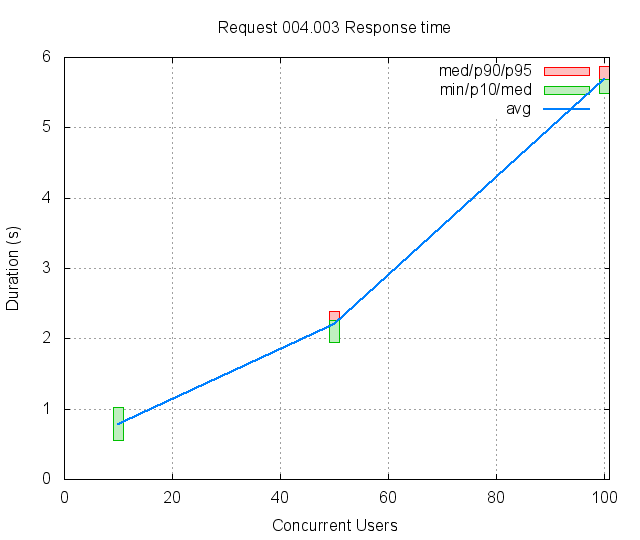 Request 004.003 Response time
6
5
4
3
2
1
0
Duration (s)
med/p90/p95
min/p10/med
avg
0 20 40 60 80 100
Concurrent Users